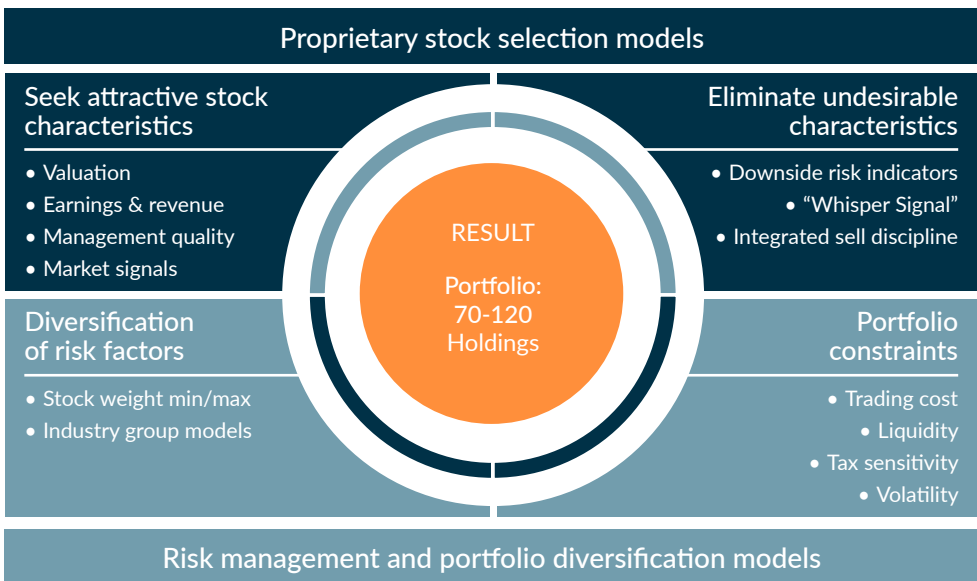 Proprietary stock selection models
Seek attractive stock
characteristics
• Valuation
• Earnings & revenue
• Management quality
• Market signals
Eliminate undesirable
characteristics
• Downside risk indicators
• “Whisper Signal”
• Integrated sell discipline
RESULT
Portfolio:
70-120
Holdings
Diversification
of risk factors
• Stock weight min/max
• Industry group models
Portfolio
constraints
• Trading cost
• Liquidity
• Tax sensitivity
• Volatility
Risk management and portfolio diversification models